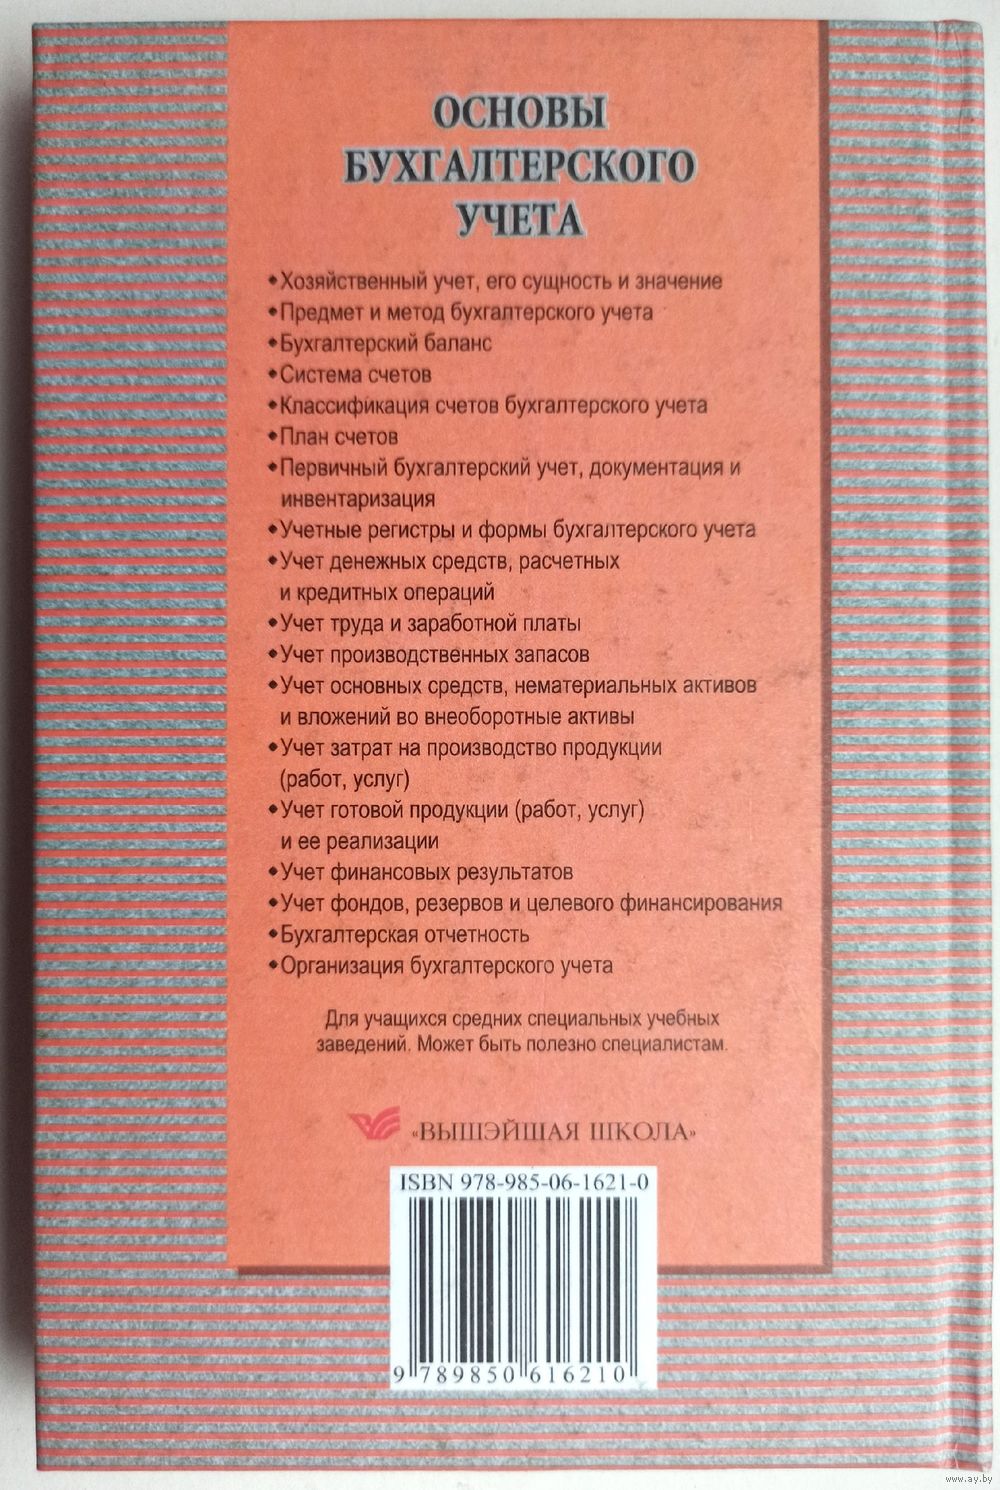 ОСНОВЫ
БУХГАЛТЕРСКОГО
УЧЕТА
•Хозяйственный учет, его сущность и значение
•Предмет и метод бухгалтерского учета
•Бухгалтерский баланс
•Система счетов
•Классификация счетов бухгалтерского учета
•План счетов
•Первичный бухгалтерский учет, документация и
инвентаризация
•Учетные регистры и формы бухгалтерского учета
•Учет денежных средств, расчетных
и кредитных операций
•Учет труда и заработной платы
•Учет производственных запасов
•Учет основных средств, нематериальных активов
и вложений во внеоборотные активы
•Учет затрат на производство продукции
(работ, услуг)
•Учет готовой продукции (работ, услуг)
и ее реализации
•Учет финансовых результатов
•Учет фондов, резервов и целевого финансирования
•Бухгалтерская отчетность
•Организация бухгалтерского учета
Для учащихся средних специальных учебных
заведений. Может быть полезно специалистам.
«ВЫШЭЙШАЯ ШКОЛА»
ISBN 978-985-06-1621-0
9 789850 616210
www.ay.by